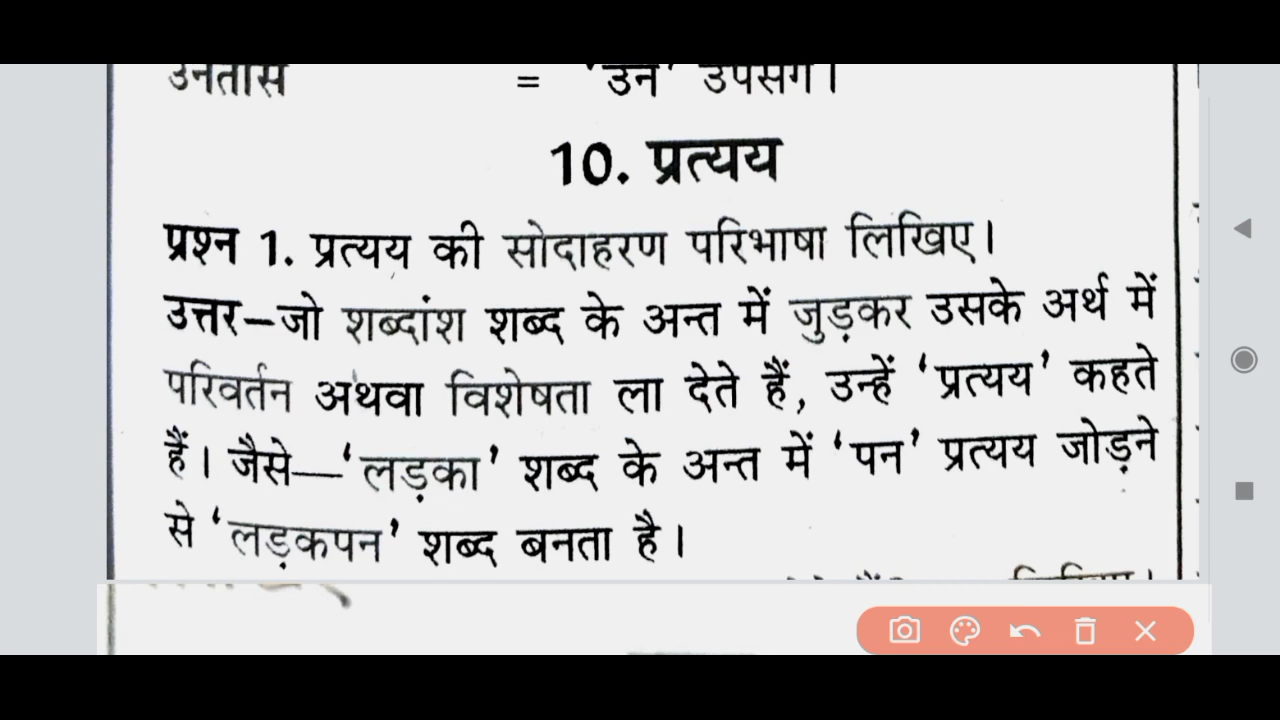 उनतीस = 'उन' उपसर्ग।
10. प्रत्यय
प्रश्न 1. प्रत्यय की सोदाहरण परिभाषा लिखिए।
उत्तर–जो शब्दांश शब्द के अन्त में जुड़कर उसके अर्थ में
परिवर्तन अथवा विशेषता ला देते हैं, उन्हें 'प्रत्यय' कहते
हैं। जैसे—'लड़का' शब्द के अन्त में 'पन' प्रत्यय जोड़ने
से 'लड़कपन' शब्द बनता है।